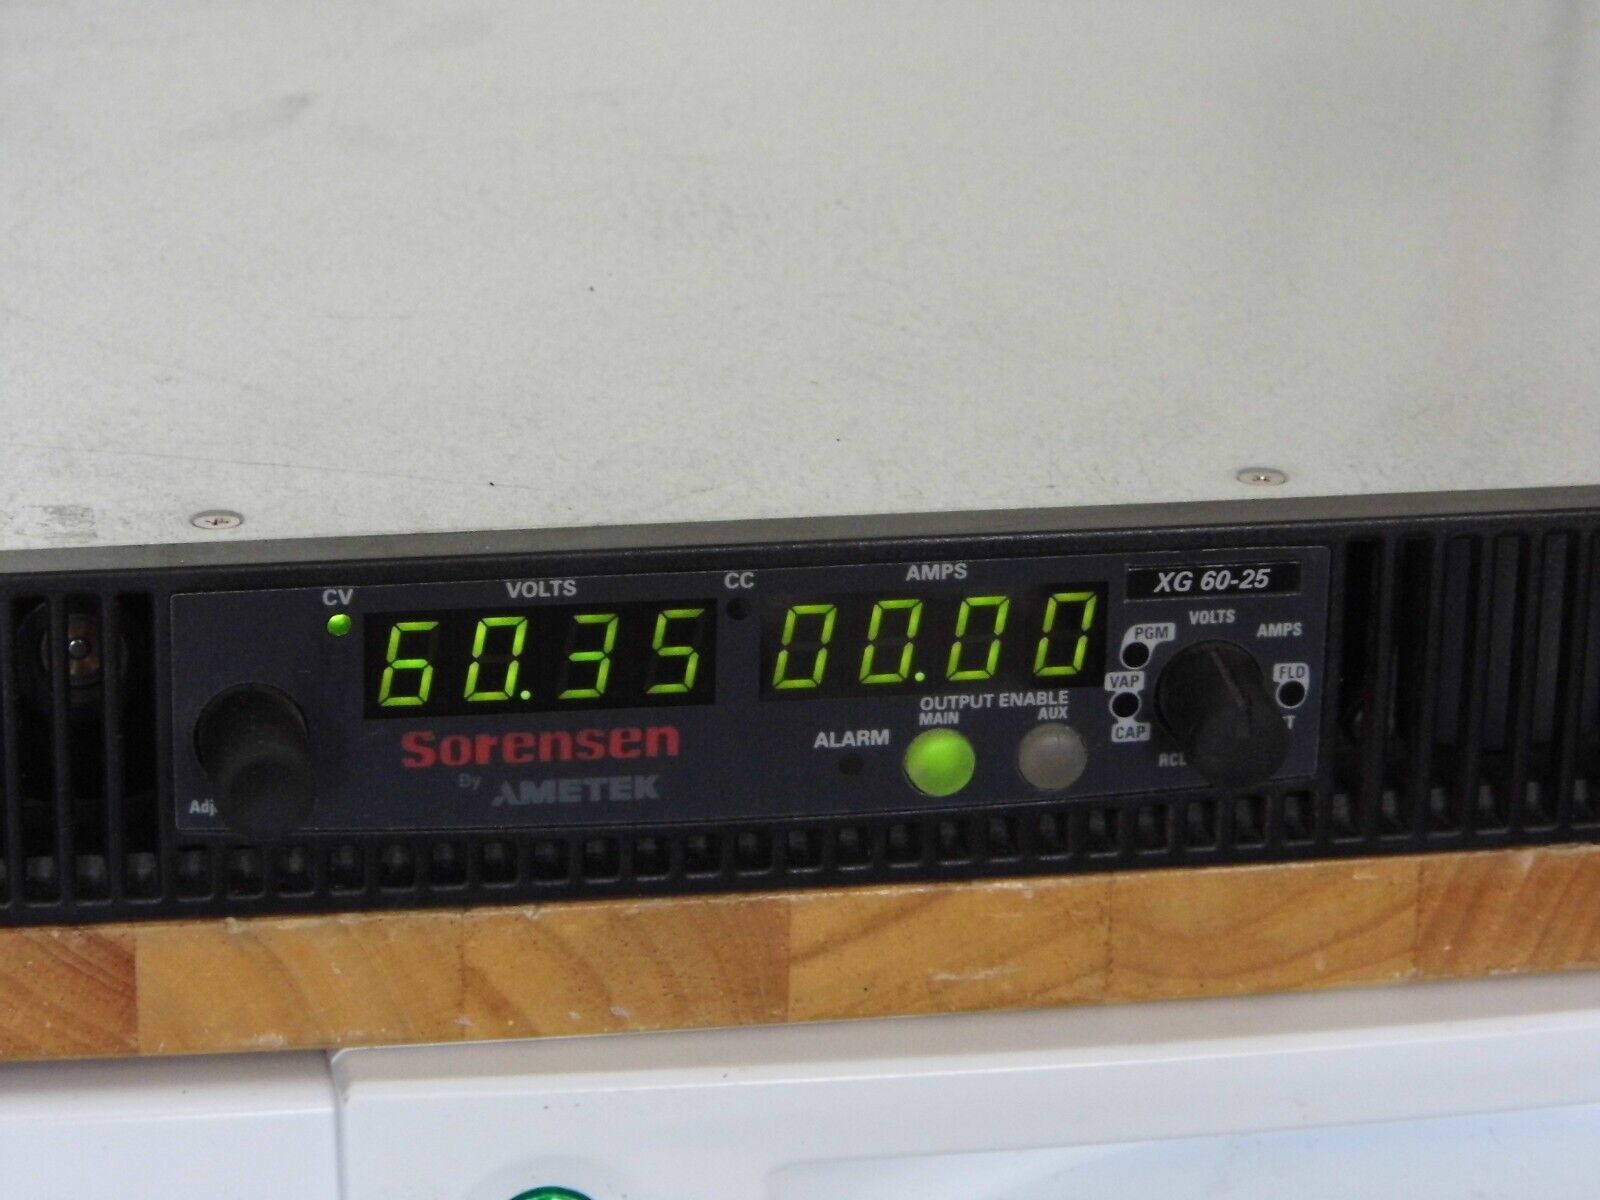 CV
VOLTS
CC
AMPS
XG 60-25
60.35
00.00
VOLTS
AMPS
PGM
VAP
CAP
FLD
RCL
OUTPUT ENABLE
MAIN
AUX
ALARM
Sorensen
By AMETEK